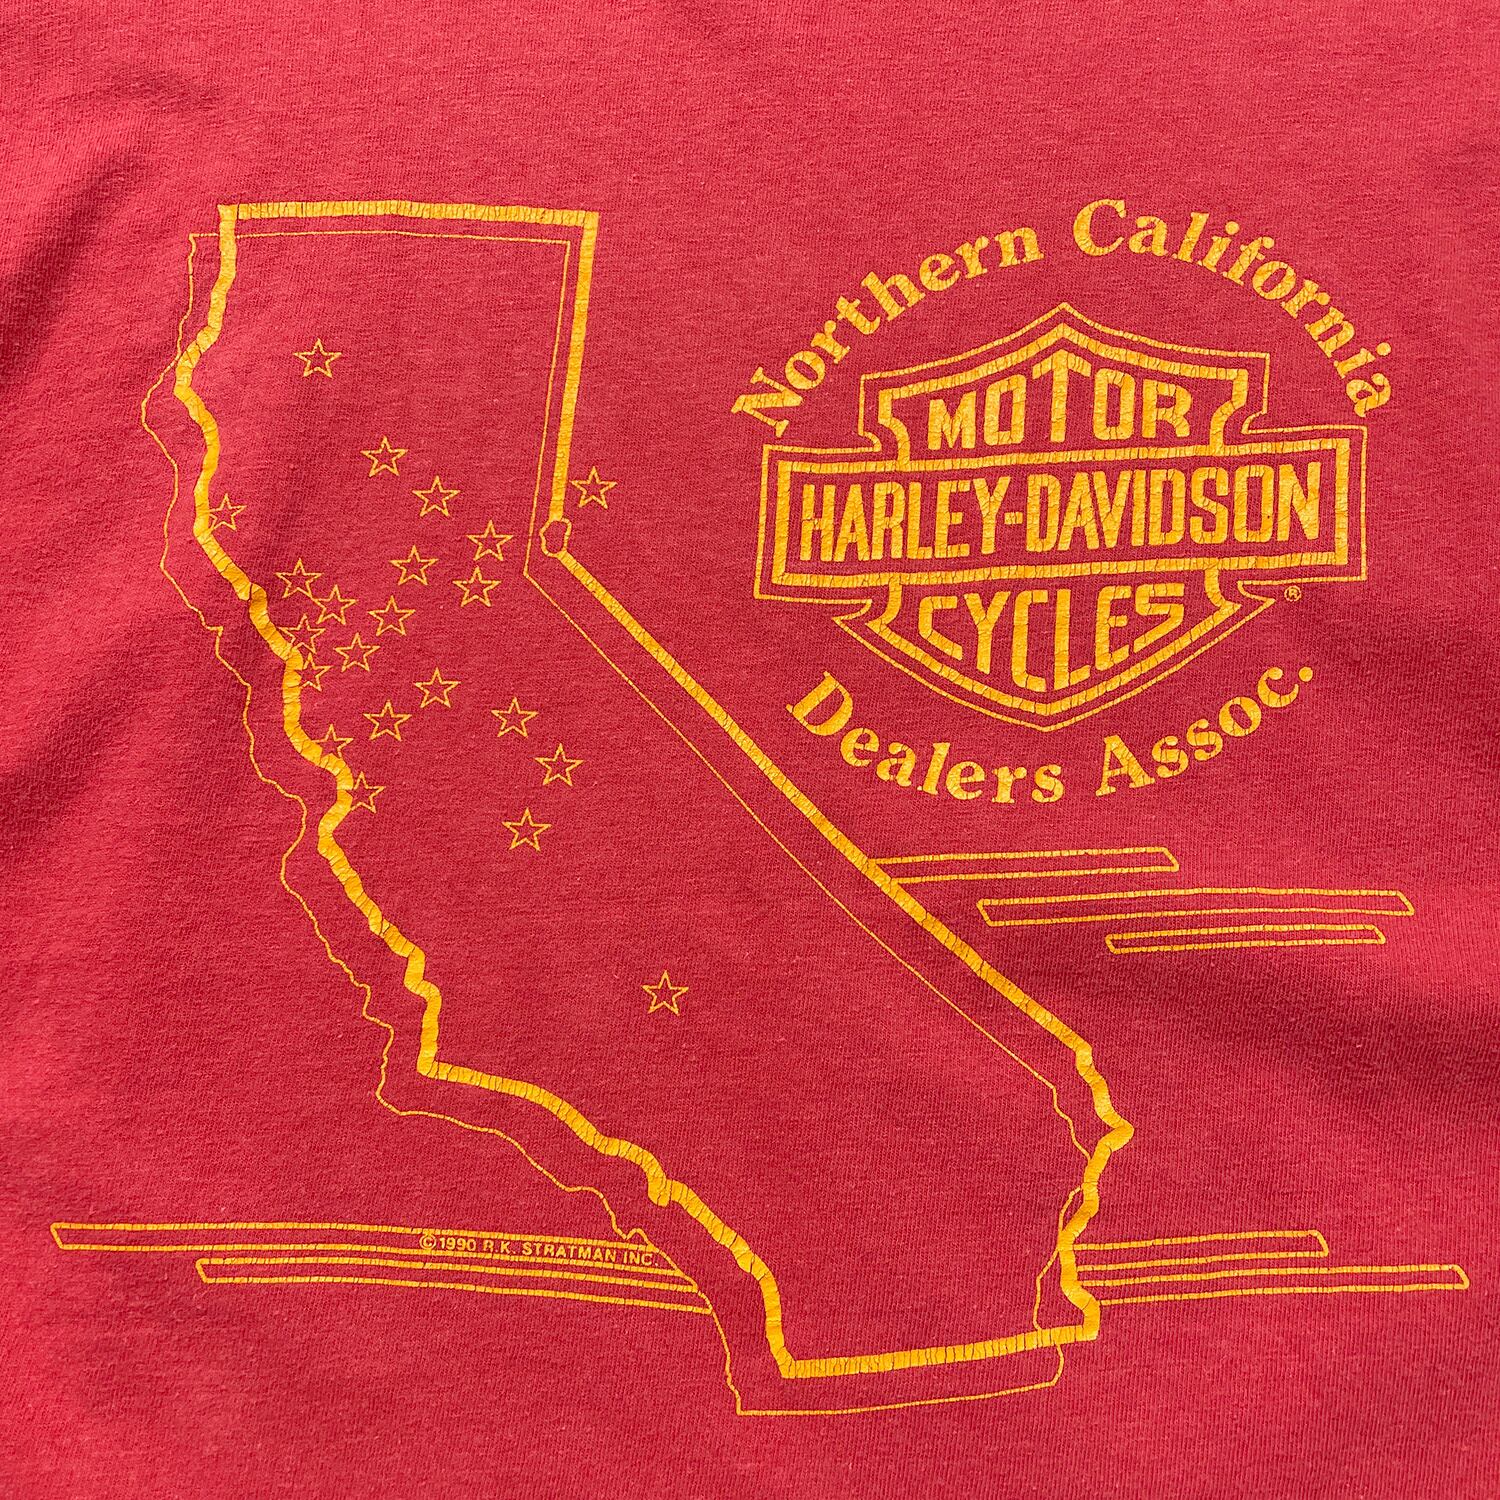 Northern California
MOTOR
HARLEY-DAVIDSON
CYCLES
®
Dealers Assoc.
©1990 R.K. STRATMAN INC.